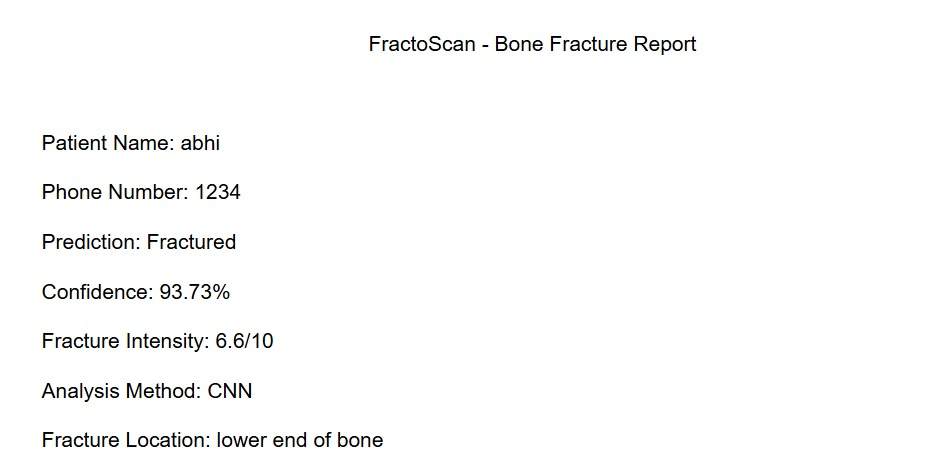 FractoScan - Bone Fracture Report
Patient Name: abhi
Phone Number: 1234
Prediction: Fractured
Confidence: 93.73%
Fracture Intensity: 6.6/10
Analysis Method: CNN
Fracture Location: lower end of bone